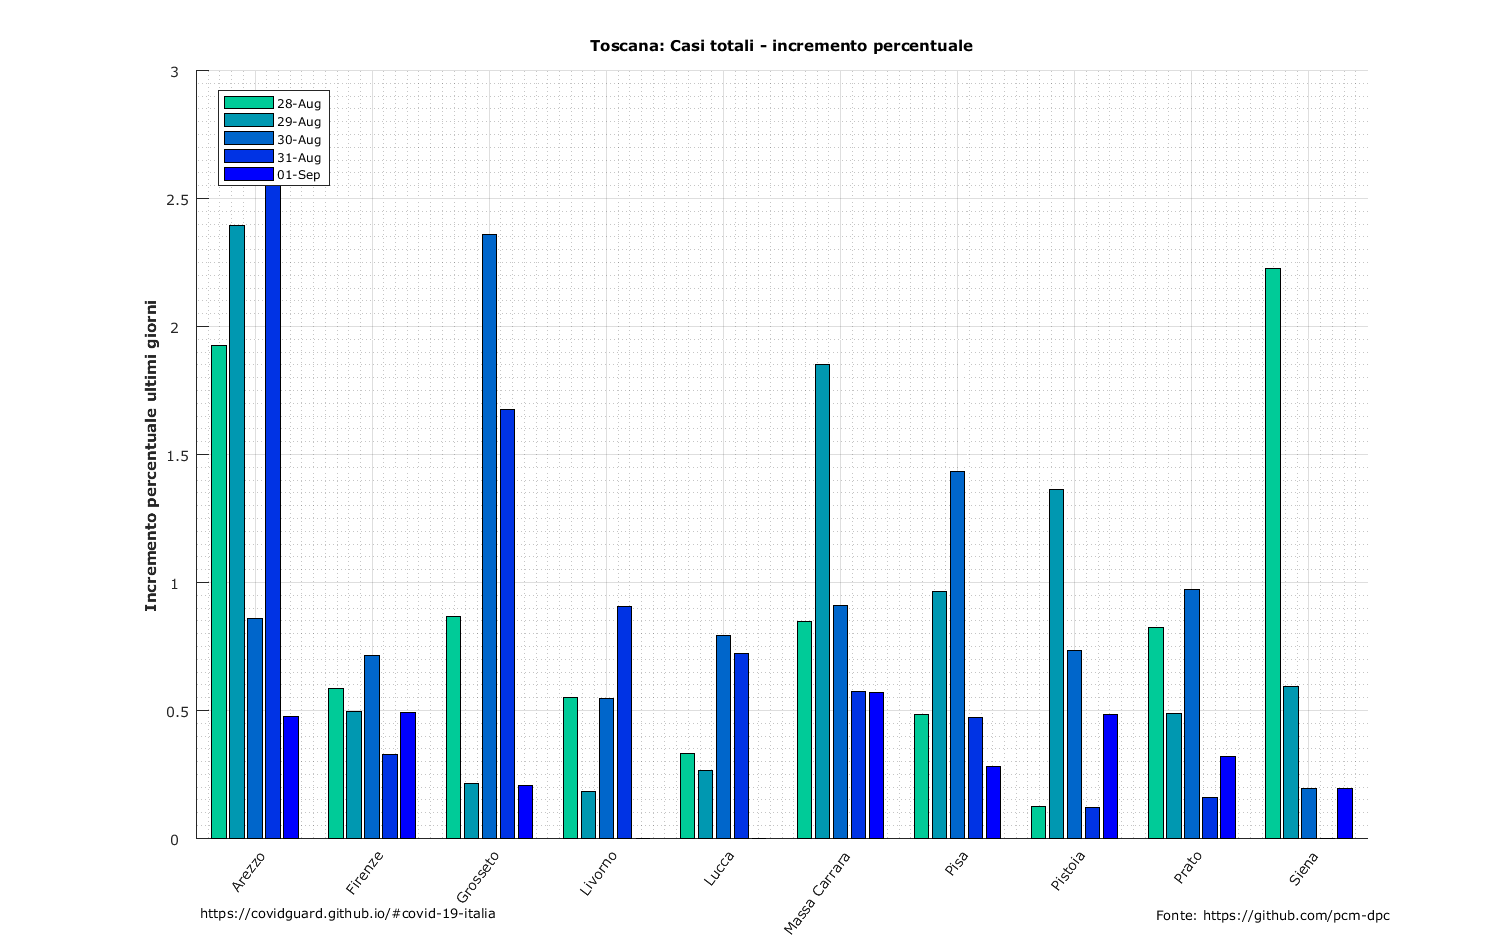 Toscana: Casi totali - incremento percentuale
Incremento percentuale ultimi giorni
3
2.5
2
1.5
1
0.5
0
28-Aug
29-Aug
30-Aug
31-Aug
01-Sep
Arezzo
Firenze
Grosseto
Livorno
Lucca
Massa Carrara
Pisa
Pistoia
Prato
Siena
https://covidguard.github.io/#covid-19-italia
Fonte: https://github.com/pcm-dpc